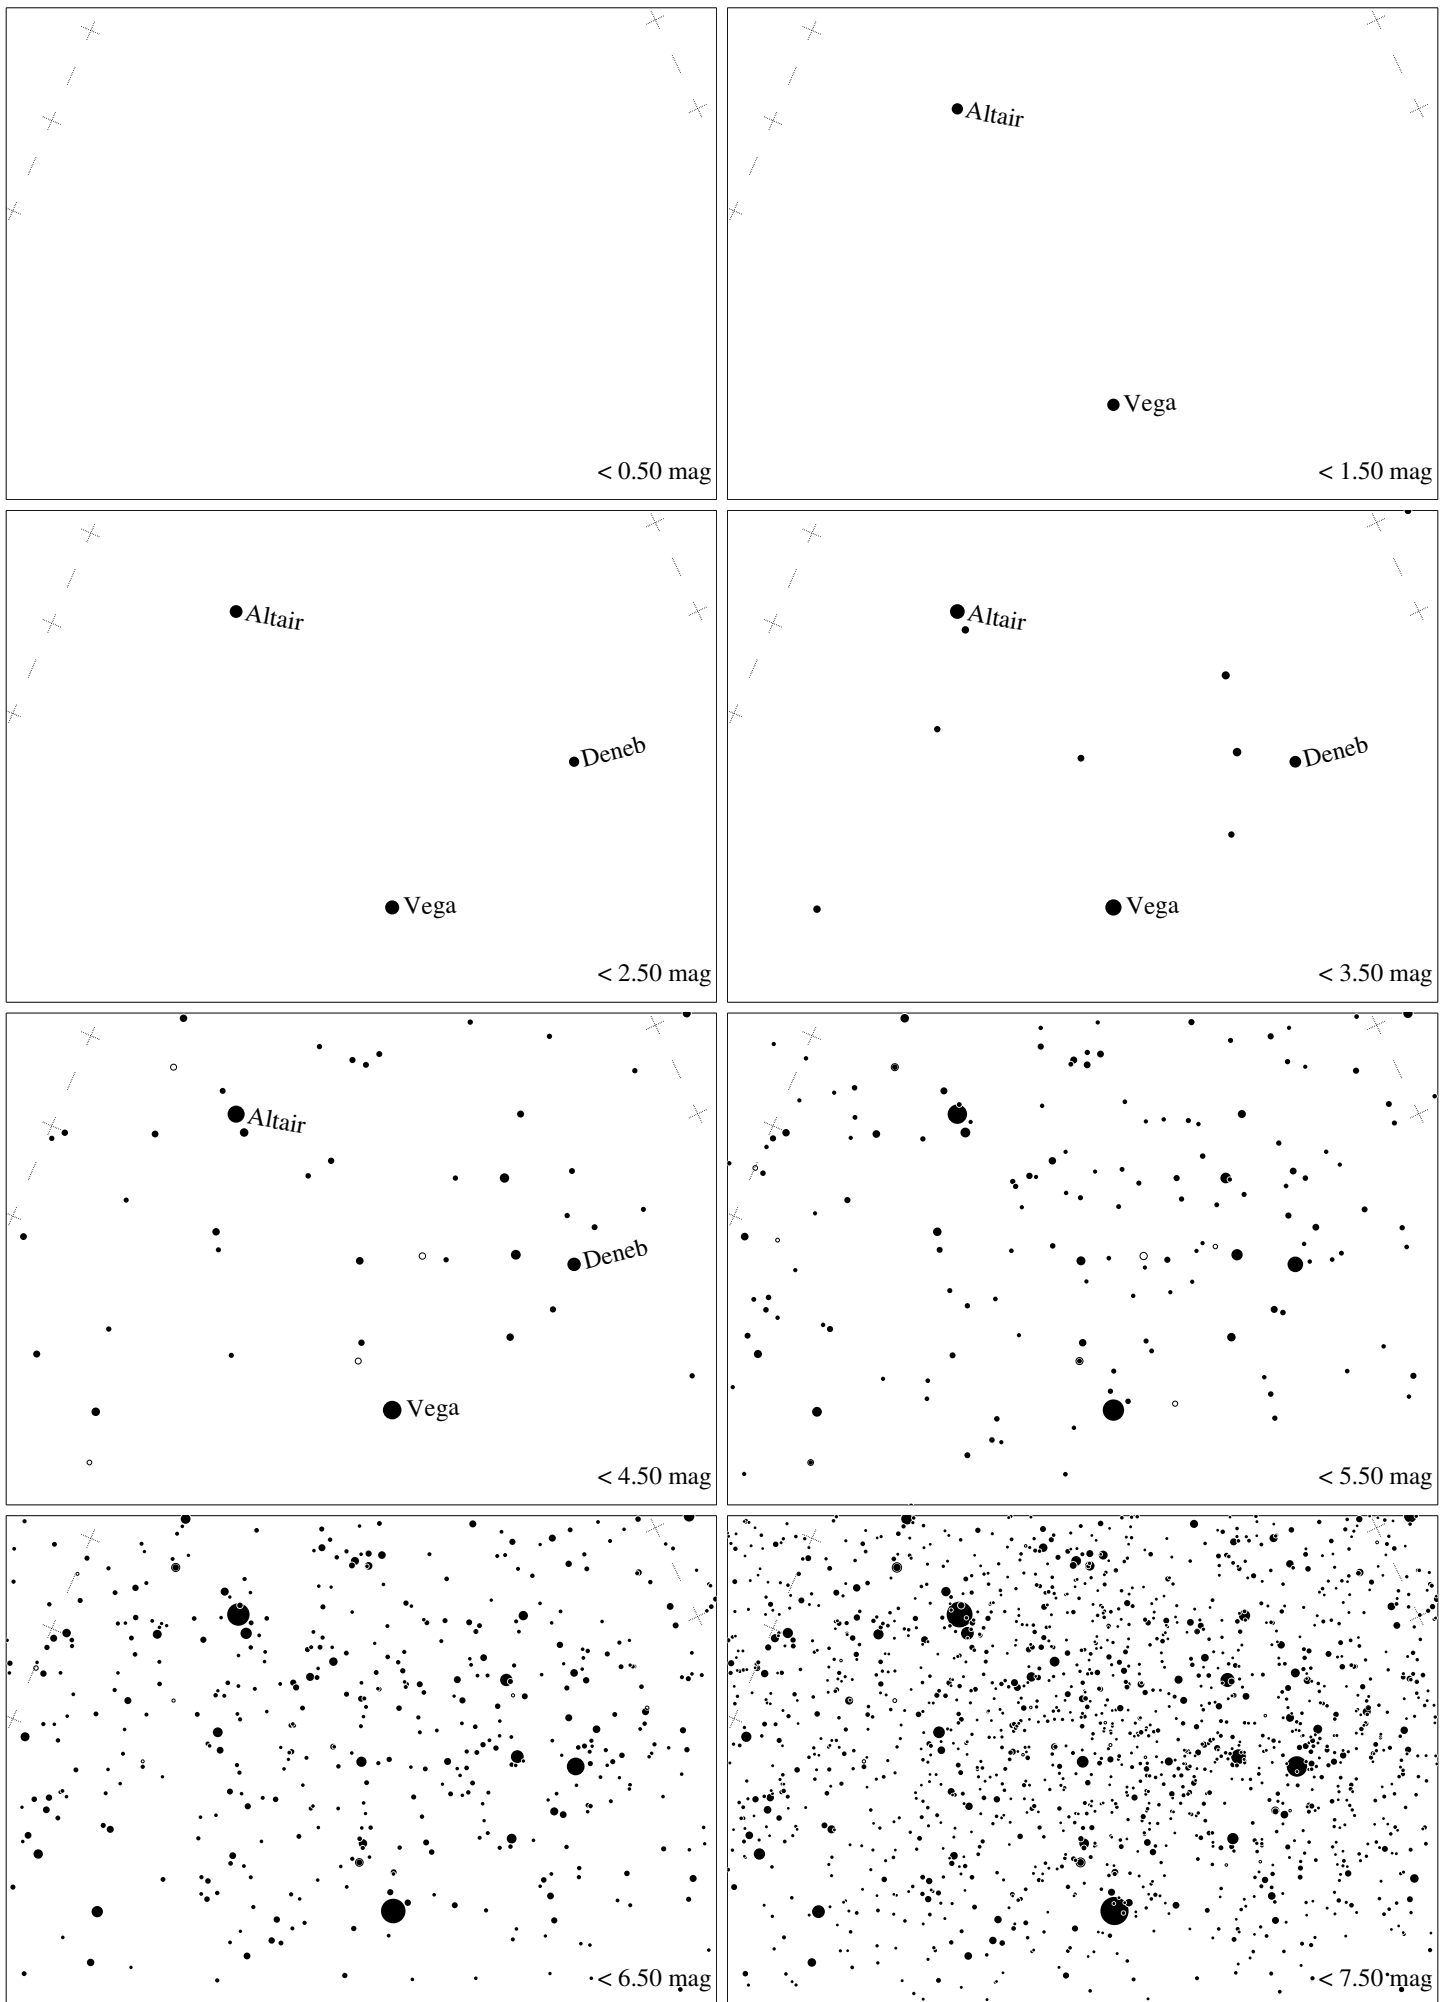 < 0.50 mag
Altair
Vega
< 1.50 mag
Altair
Deneb
Vega
< 2.50 mag
Altair
Deneb
Vega
< 3.50 mag
Altair
Deneb
Vega
< 4.50 mag
< 5.50 mag
< 6.50 mag
< 7.50 mag